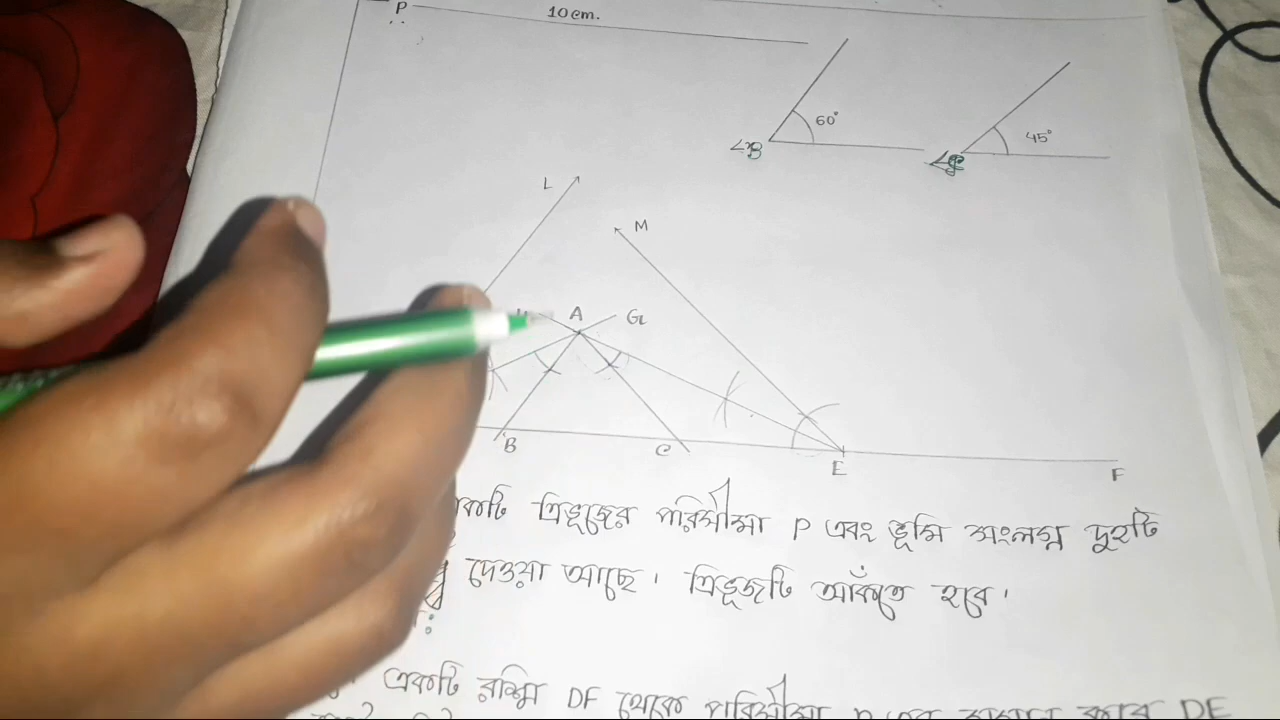 P
10 cm.
60°
45°
∠B
L
M
A
G
B
C
E
F
ত্রিভূজের পরিসীমা P এবং ভূমি সংলগ্ন দুইটি
দেওয়া আছে। ত্রিভূজটি আঁকতে হবে।
একটি রশ্মি DF থেকে পরিসীমা